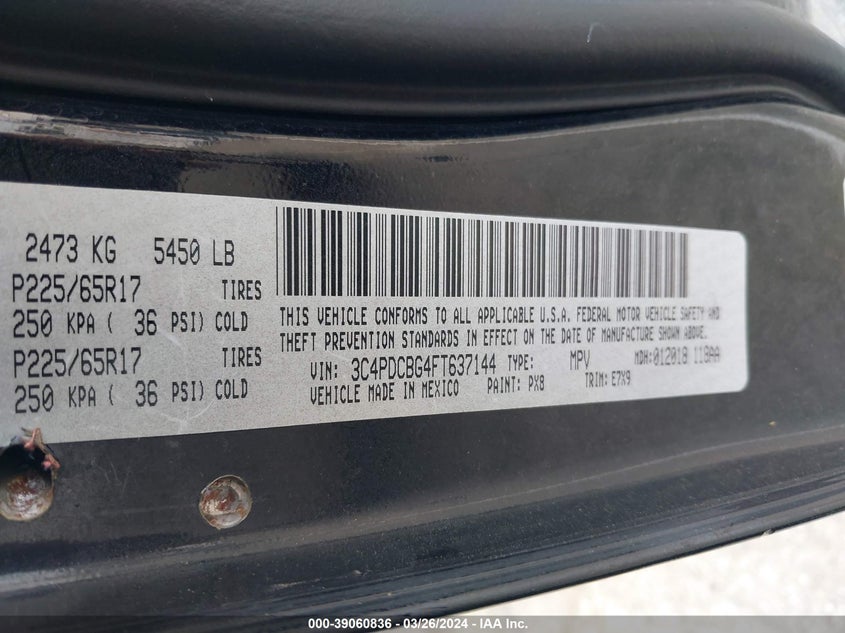 2473 KG 5450 LB
P225/65R17 TIRES
250 KPA ( 36 PSI) COLD
P225/65R17 TIRES
250 KPA ( 36 PSI) COLD
THIS VEHICLE CONFORMS TO ALL APPLICABLE U.S.A. FEDERAL MOTOR VEHICLE SAFETY AND
THEFT PREVENTION STANDARDS IN EFFECT ON THE DATE OF MANUFACTURE SHOWN ABOVE.
VIN: 3C4PDCBG4FT637144 TYPE: MPV MDH:012018 118AA
VEHICLE MADE IN MEXICO PAINT: PX8 TRIM: E7X9
000-39060836 - 03/26/2024 - IAA Inc.